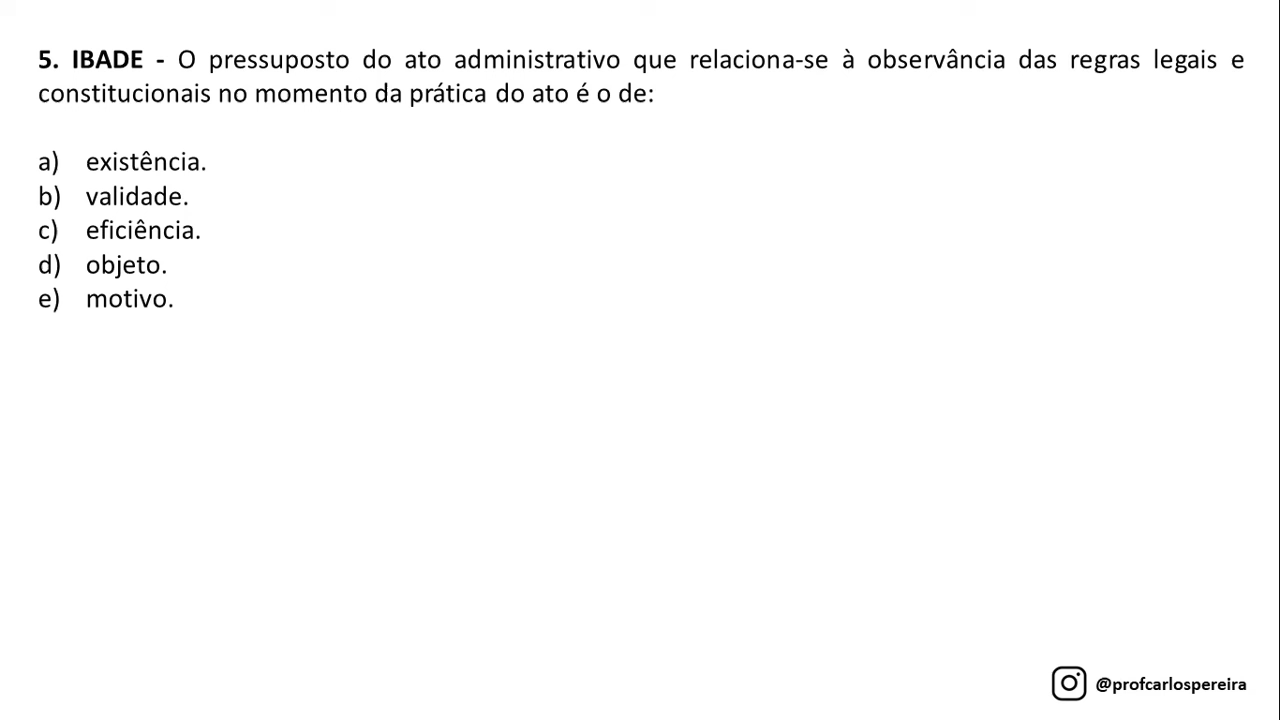 5. IBADE - O pressuposto do ato administrativo que relaciona-se à observância das regras legais e
constitucionais no momento da prática do ato é o de:
a) existência.
b) validade.
c) eficiência.
d) objeto.
e) motivo.
@profcarlospereira